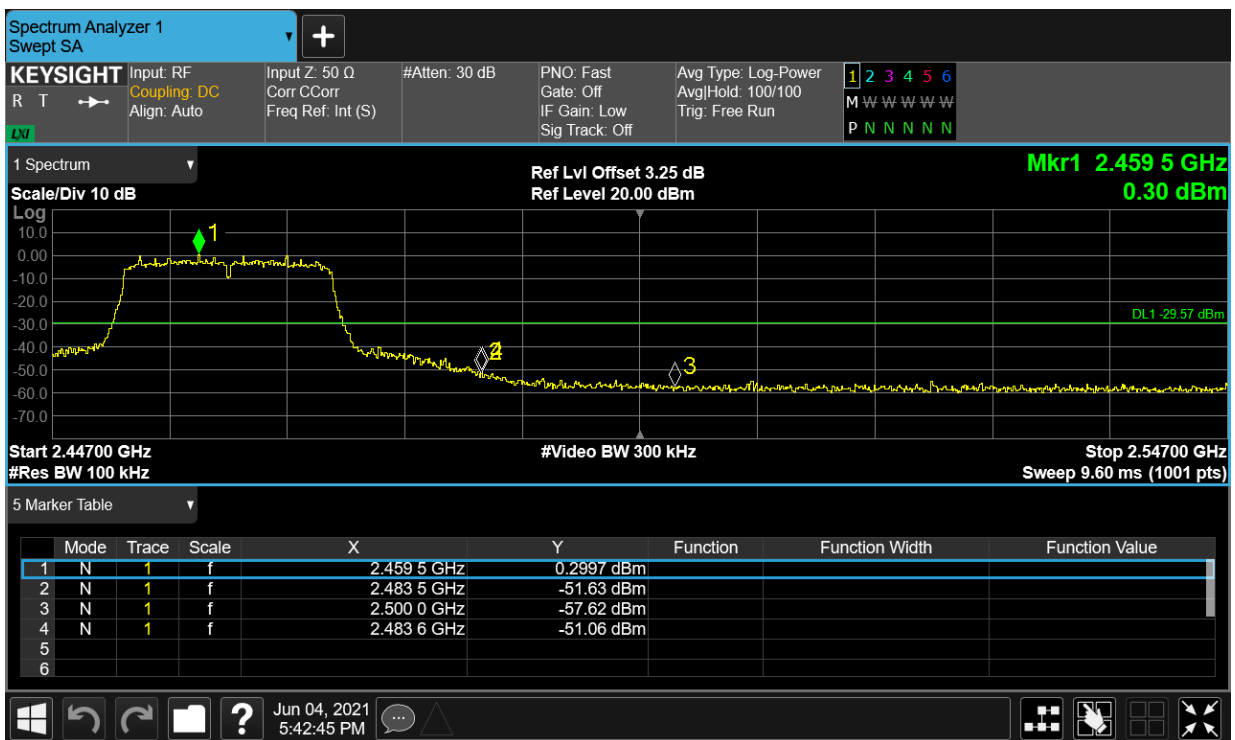 Spectrum Analyzer 1
Swept SA
KEYSIGHT
R T
LXI
Input: RF
Coupling: DC
Align: Auto
Input Z: 50 Ω
Corr CCorr
Freq Ref: Int (S)
#Atten: 30 dB
PNO: Fast
Gate: Off
IF Gain: Low
Sig Track: Off
Avg Type: Log-Power
Avg|Hold: 100/100
Trig: Free Run
1 2 3 4 5 6
M W W W W W
P N N N N N
1 Spectrum
Scale/Div 10 dB
Ref Lvl Offset 3.25 dB
Ref Level 20.00 dBm
Mkr1 2.459 5 GHz
0.30 dBm
Log
10.0
0.00
-10.0
-20.0
-30.0
-40.0
-50.0
-60.0
-70.0
1
DL1 -29.57 dBm
3
Start 2.44700 GHz
#Res BW 100 kHz
#Video BW 300 kHz
Stop 2.54700 GHz
Sweep 9.60 ms (1001 pts)
5 Marker Table
Mode Trace Scale X Y Function Function Width Function Value
1 N 1 f 2.459 5 GHz 0.2997 dBm
2 N 1 f 2.483 5 GHz -51.63 dBm
3 N 1 f 2.500 0 GHz -57.62 dBm
4 N 1 f 2.483 6 GHz -51.06 dBm
5
6
?
Jun 04, 2021
5:42:45 PM